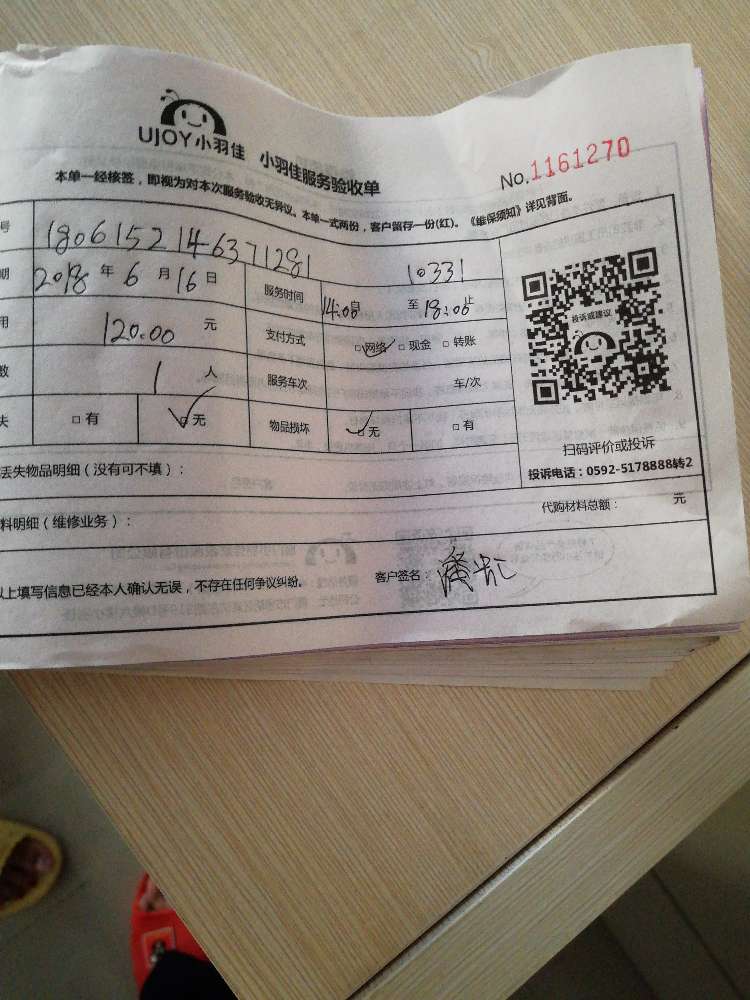 UJOY小羽佳 小羽佳服务验收单
No.1161270
本单一经核签，即视为对本次服务验收无异议。本单一式两份，客户留存一份(红)。《维保须知》详见背面。
号 1806152146371281 10331
期 2018 年 6 月 16 日 服务时间 14:00 至 18:00 止
用 120.00 元 支付方式 □网络 □现金 □转账
数 1 人 服务车次 车/次
失 □有 □无 物品损坏 □无 □有
投诉或建议
扫码评价或投诉
投诉电话：0592-5178888转2
丢失物品明细（没有可不填）：
料明细（维修业务）： 代购材料总额： 元
以上填写信息已经本人确认无误，不存在任何争议纠纷。 客户签名：